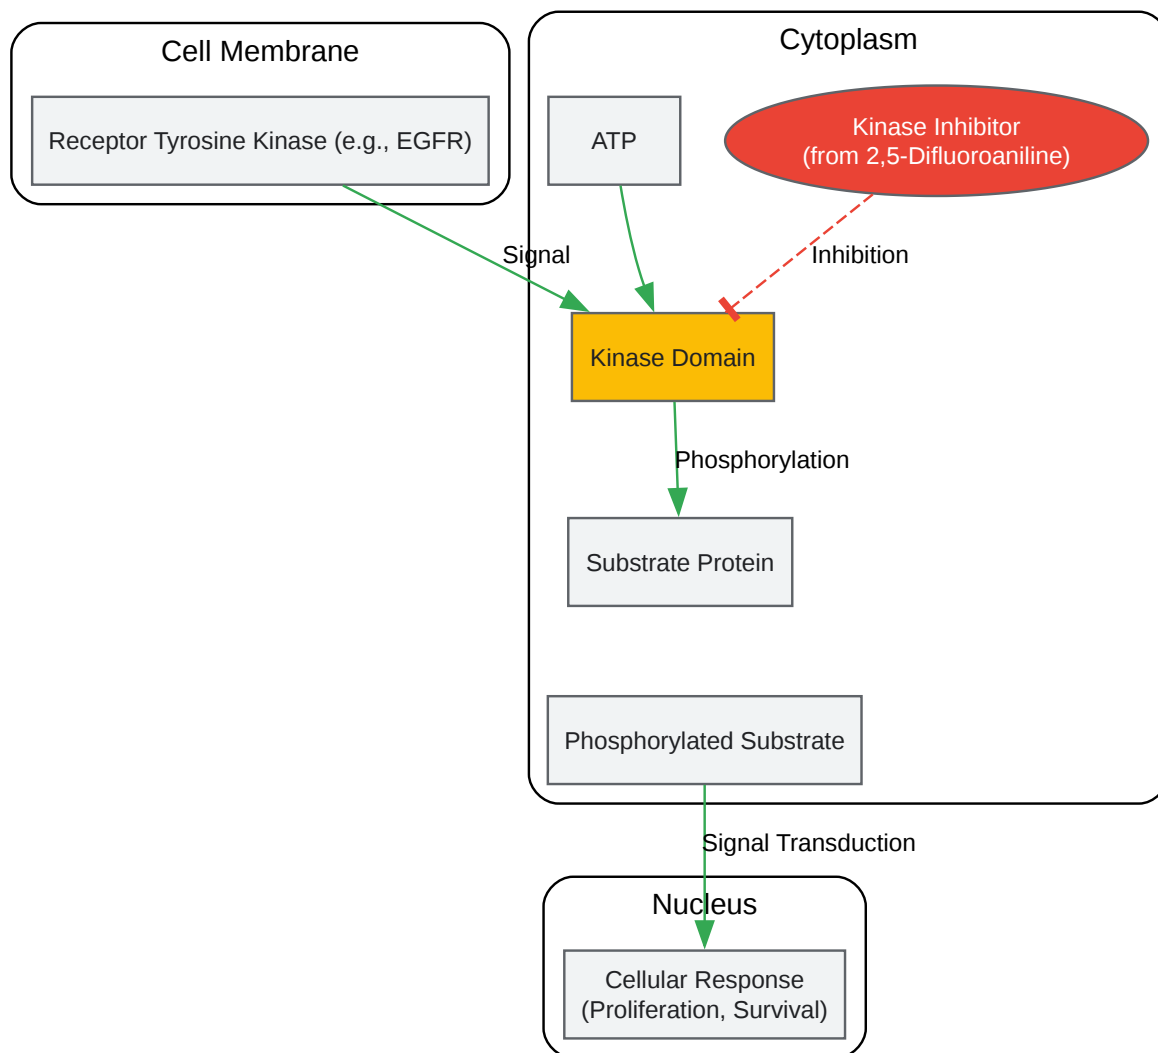 Cell Membrane
Receptor Tyrosine Kinase (e.g., EGFR)
Cytoplasm
ATP
Kinase Inhibitor
(from 2,5-Difluoroaniline)
Signal
Inhibition
Kinase Domain
Phosphorylation
Substrate Protein
Phosphorylated Substrate
Signal Transduction
Nucleus
Cellular Response
(Proliferation, Survival)